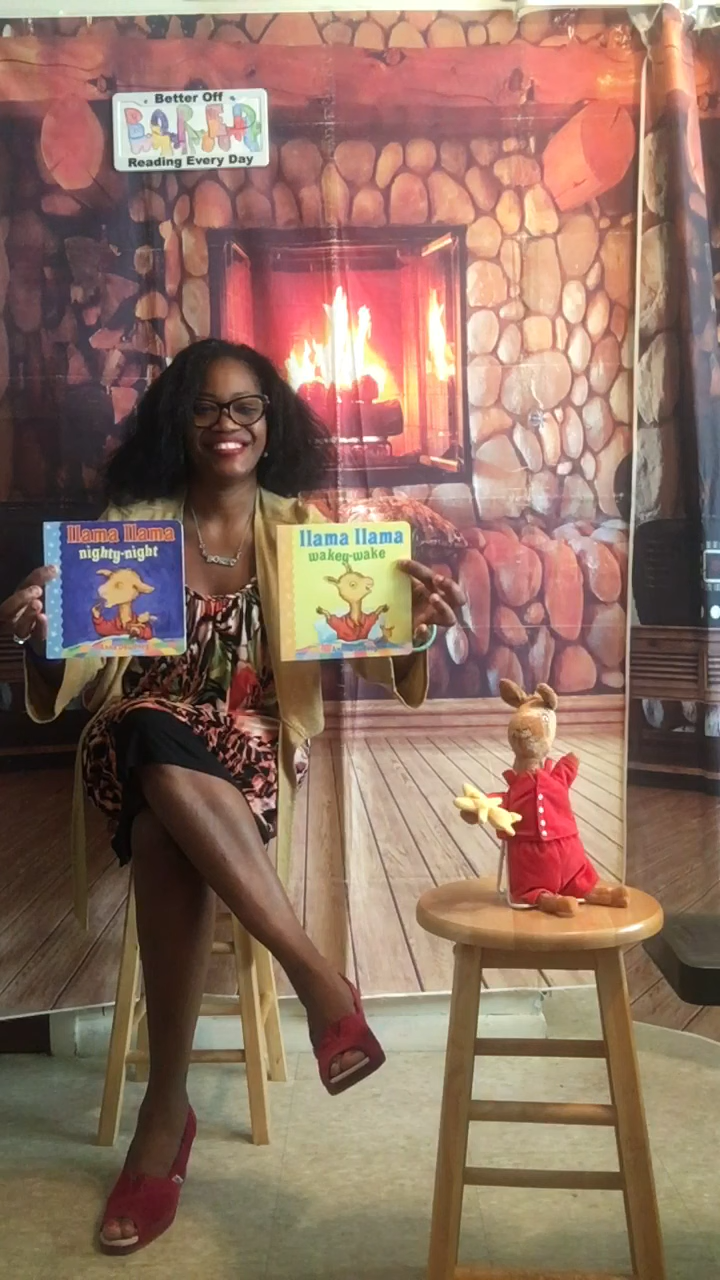 Better Off
B.O.R.E.D.
Reading Every Day
llama llama
nighty-night
llama llama
wakey-wake